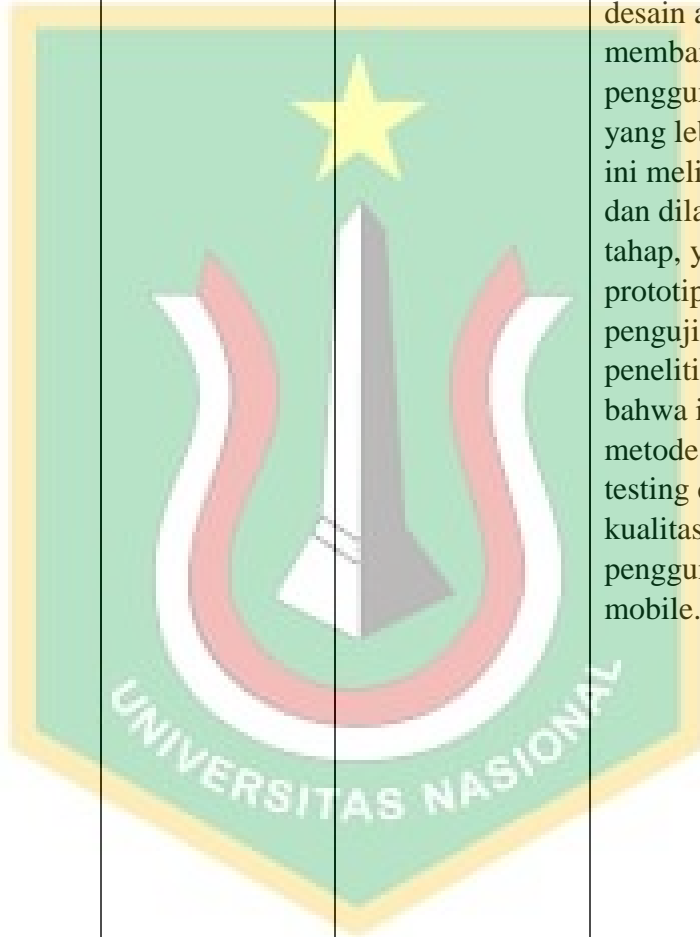 desain
memba
penggu
yang le
ini meli
dan dila
tahap, y
prototip
penguji
peneliti
bahwa i
metode
testing
kualitas
penggu
mobile.
UNIVERSITAS NASIONAL